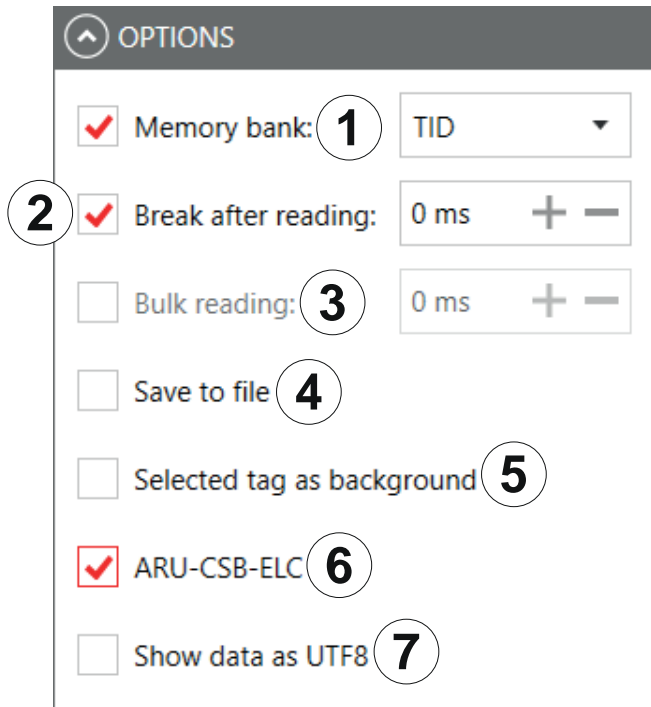 OPTIONS
Memory bank: 1 TID
2 Break after reading: 0 ms
Bulk reading: 3 0 ms
Save to file 4
Selected tag as background 5
ARU-CSB-ELC 6
Show data as UTF8 7